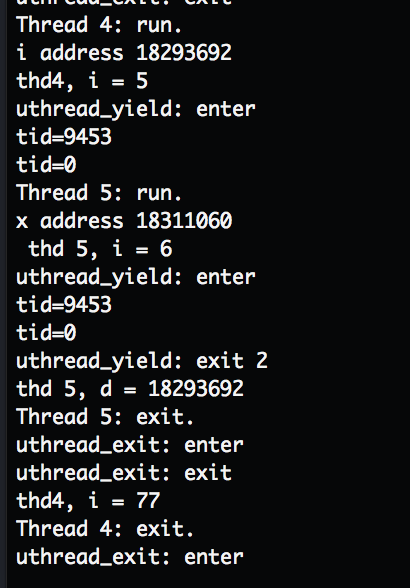 uthread_exit: exit
Thread 4: run.
i address 18293692
thd4, i = 5
uthread_yield: enter
tid=9453
tid=0
Thread 5: run.
x address 18311060
 thd 5, i = 6
uthread_yield: enter
tid=9453
tid=0
uthread_yield: exit 2
thd 5, d = 18293692
Thread 5: exit.
uthread_exit: enter
uthread_exit: exit
thd4, i = 77
Thread 4: exit.
uthread_exit: enter